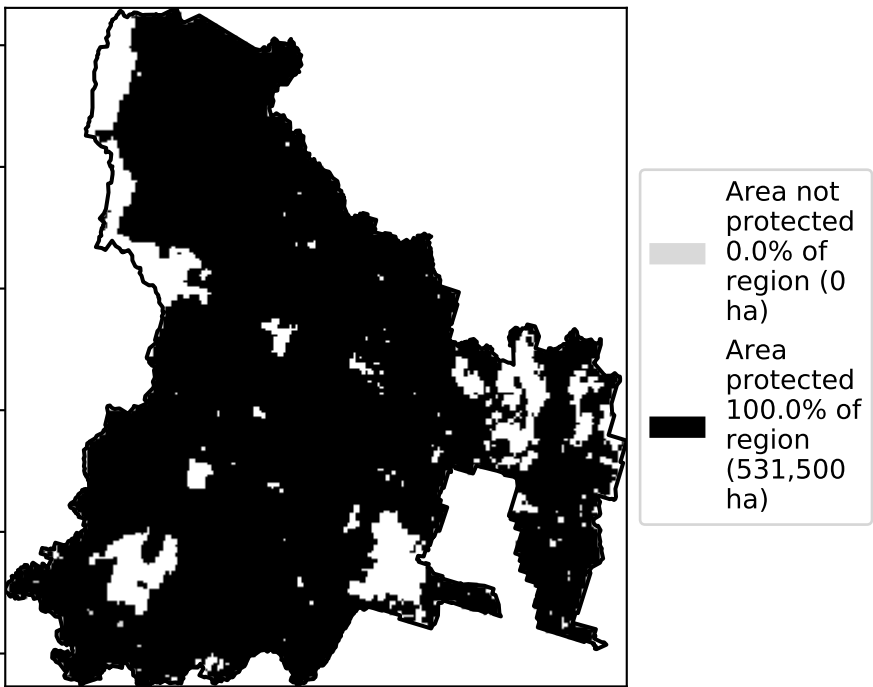 Area not
protected
0.0% of
region (0
ha)
Area
protected
100.0% of
region
(531,500
ha)